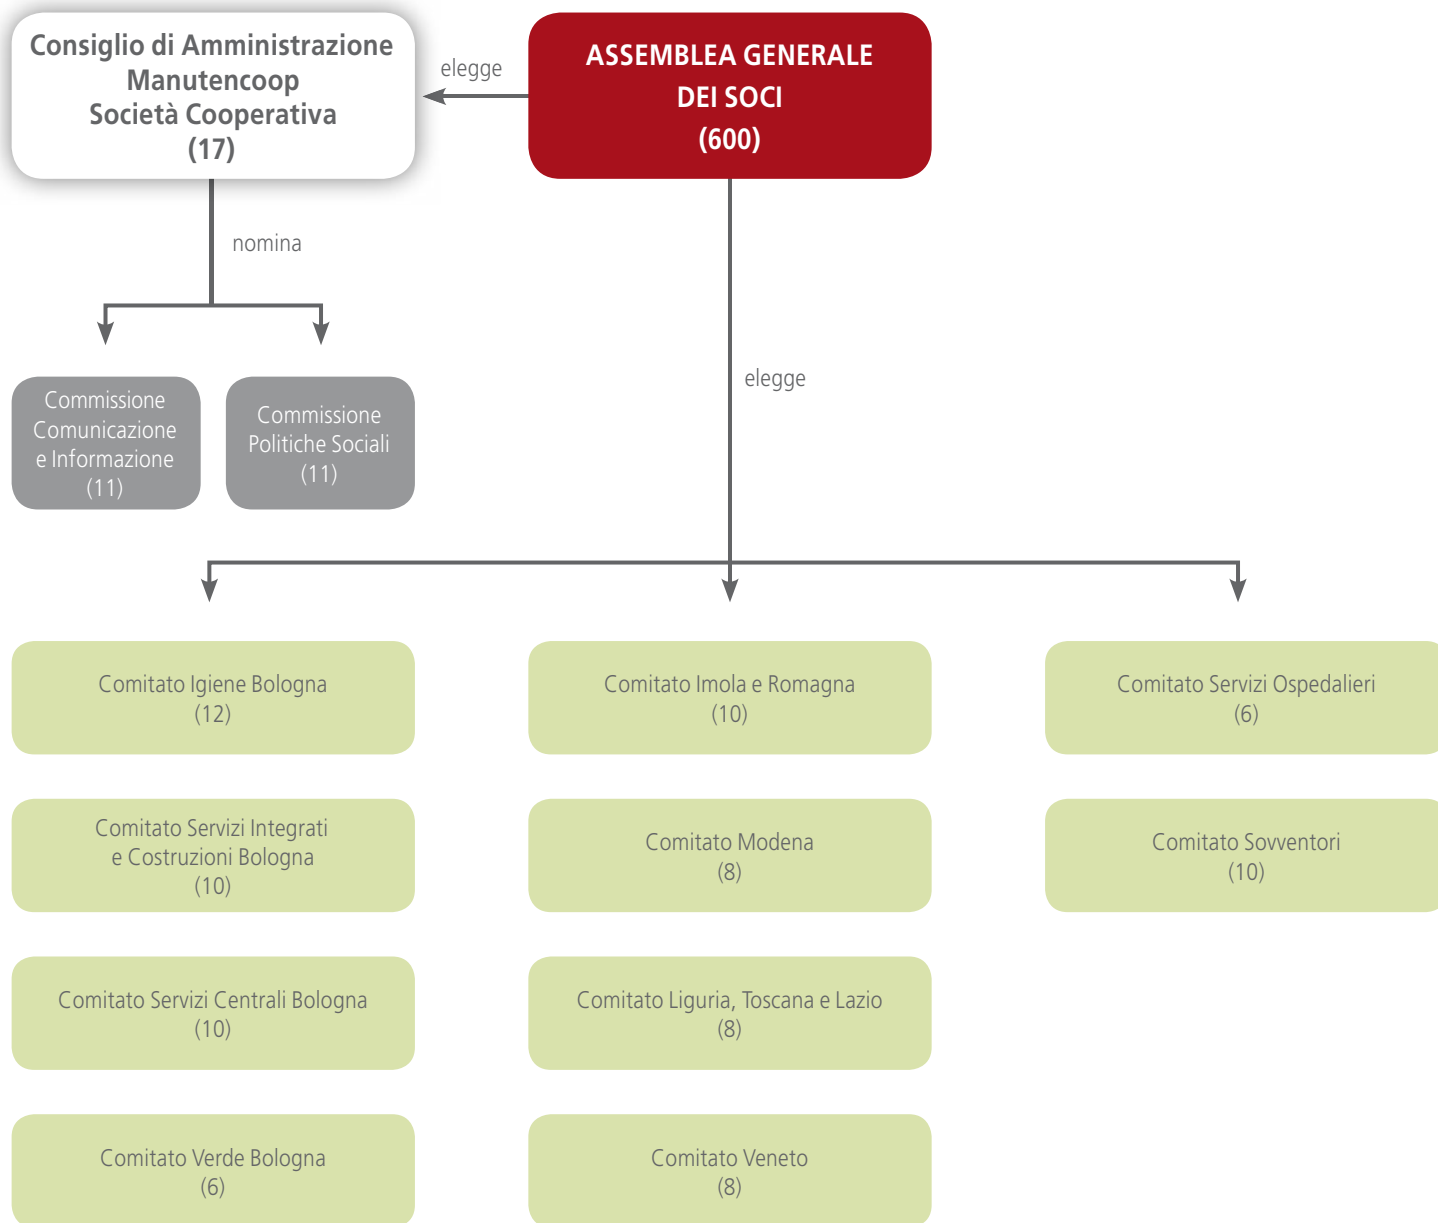 Consiglio di Amministrazione
Manutencoop
Società Cooperativa
(17)
elegge
ASSEMBLEA GENERALE
DEI SOCI
(600)
nomina
elegge
Commissione
Comunicazione
e Informazione
(11)
Commissione
Politiche Sociali
(11)
Comitato Igiene Bologna
(12)
Comitato Imola e Romagna
(10)
Comitato Servizi Ospedalieri
(6)
Comitato Servizi Integrati
e Costruzioni Bologna
(10)
Comitato Modena
(8)
Comitato Sovventori
(10)
Comitato Servizi Centrali Bologna
(10)
Comitato Liguria, Toscana e Lazio
(8)
Comitato Verde Bologna
(6)
Comitato Veneto
(8)